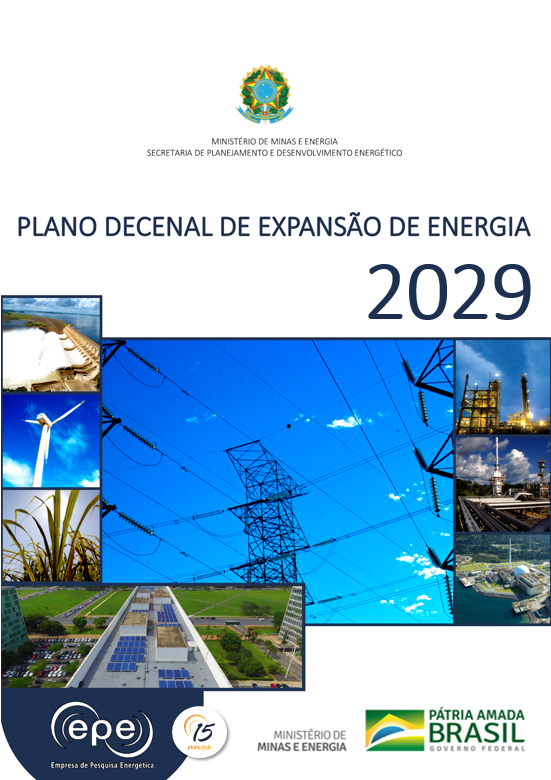 MINISTÉRIO DE MINAS E ENERGIA
SECRETARIA DE PLANEJAMENTO E DESENVOLVIMENTO ENERGÉTICO
PLANO DECENAL DE EXPANSÃO DE ENERGIA
2029
epe
Empresa de Pesquisa Energética
15
anos
MINISTÉRIO DE
MINAS E ENERGIA
PÁTRIA AMADA
BRASIL
GOVERNO FEDERAL